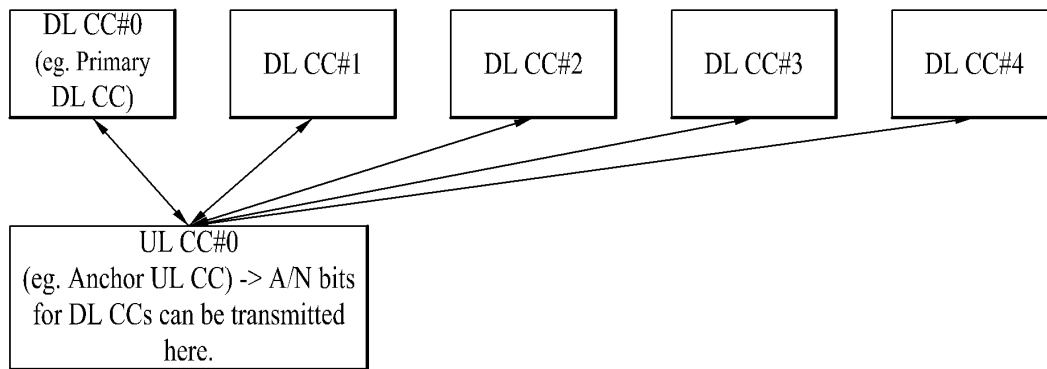 DL CC#0
(eg. Primary
DL CC)
DL CC#1
DL CC#2
DL CC#3
DL CC#4
UL CC#0
(eg. Anchor UL CC) -> A/N bits
for DL CCs can be transmitted
here.